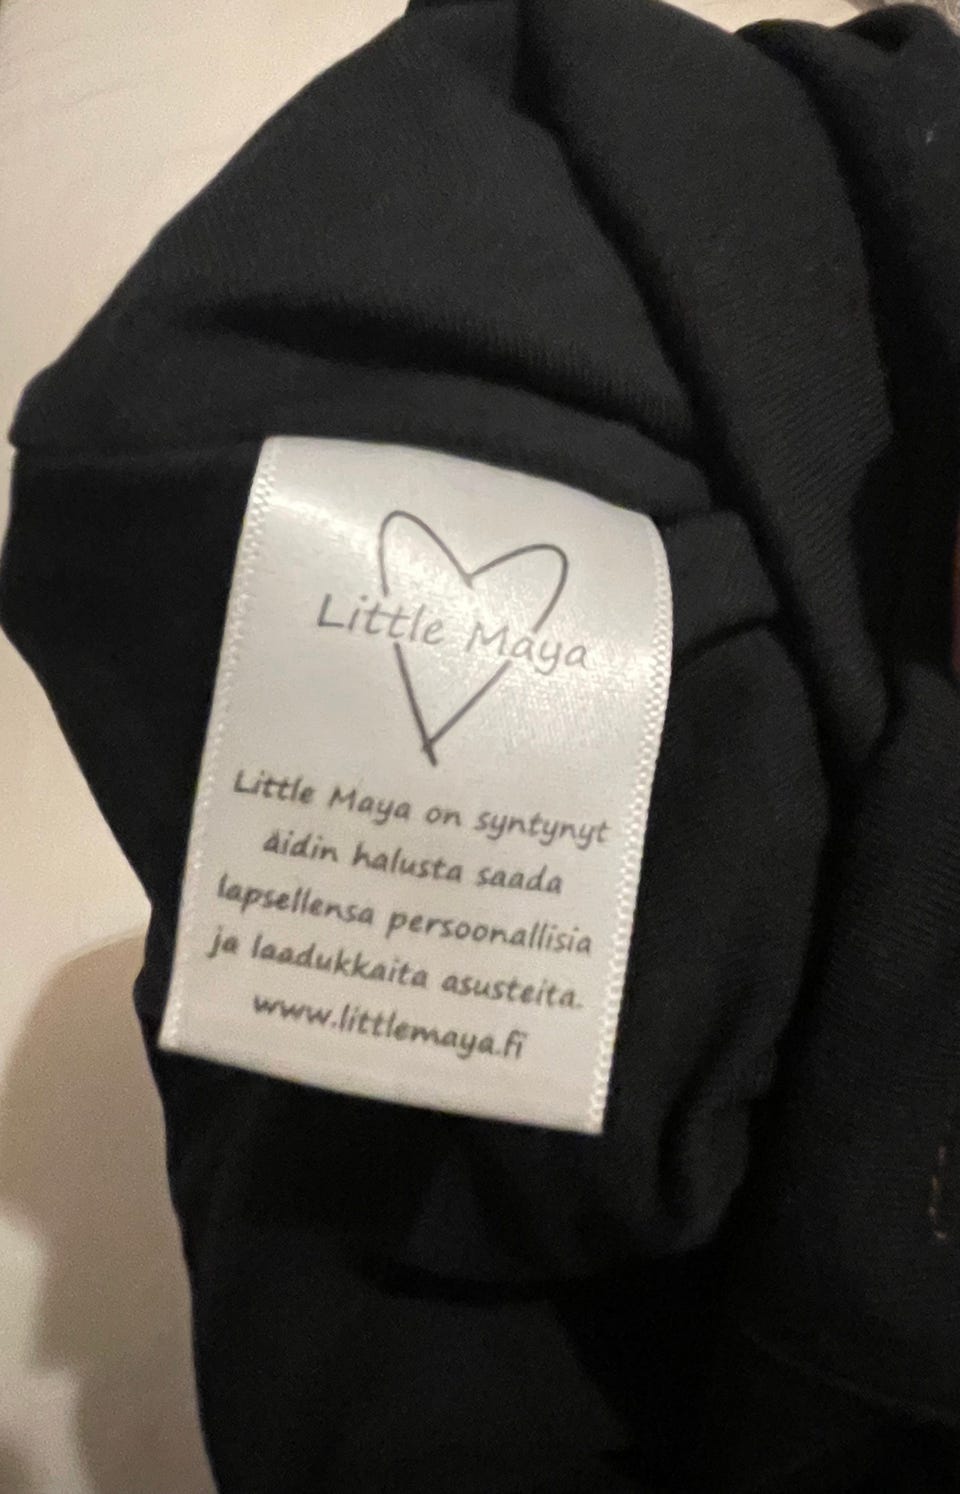 Little Maya
Little Maya on syntynyt
äidin halusta saada
lapsellensa persoonallisia
ja laadukkaita asusteita.
www.littlemaya.fi